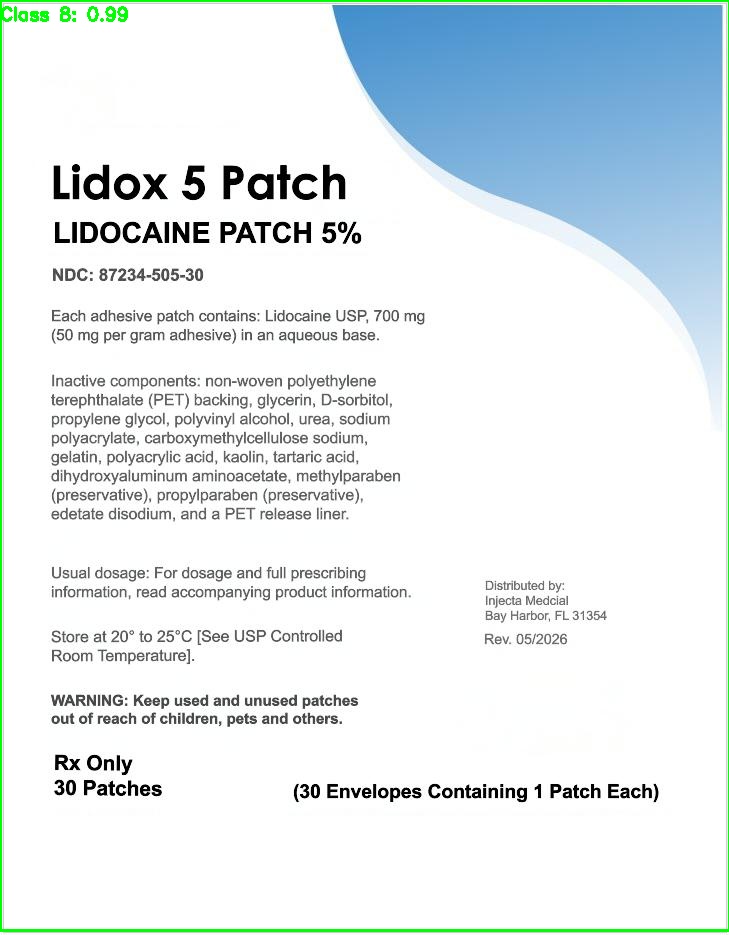 Class 8: 0.99
Lidox 5 Patch
LIDOCAINE PATCH 5%
NDC: 87234-505-30
Each adhesive patch contains: Lidocaine USP, 700 mg
(50 mg per gram adhesive) in an aqueous base.
Inactive components: non-woven polyethylene
terephthalate (PET) backing, glycerin, D-sorbitol,
propylene glycol, polyvinyl alcohol, urea, sodium
polyacrylate, carboxymethylcellulose sodium,
gelatin, polyacrylic acid, kaolin, tartaric acid,
dihydroxyaluminum aminoacetate, methylparaben
(preservative), propylparaben (preservative),
edetate disodium, and a PET release liner.
Usual dosage: For dosage and full prescribing
information, read accompanying product information.
Store at 20° to 25°C [See USP Controlled
Room Temperature].
WARNING: Keep used and unused patches
out of reach of children, pets and others.
Distributed by:
Injecta Medcial
Bay Harbor, FL 31354
Rev. 05/2026
Rx Only
30 Patches
(30 Envelopes Containing 1 Patch Each)